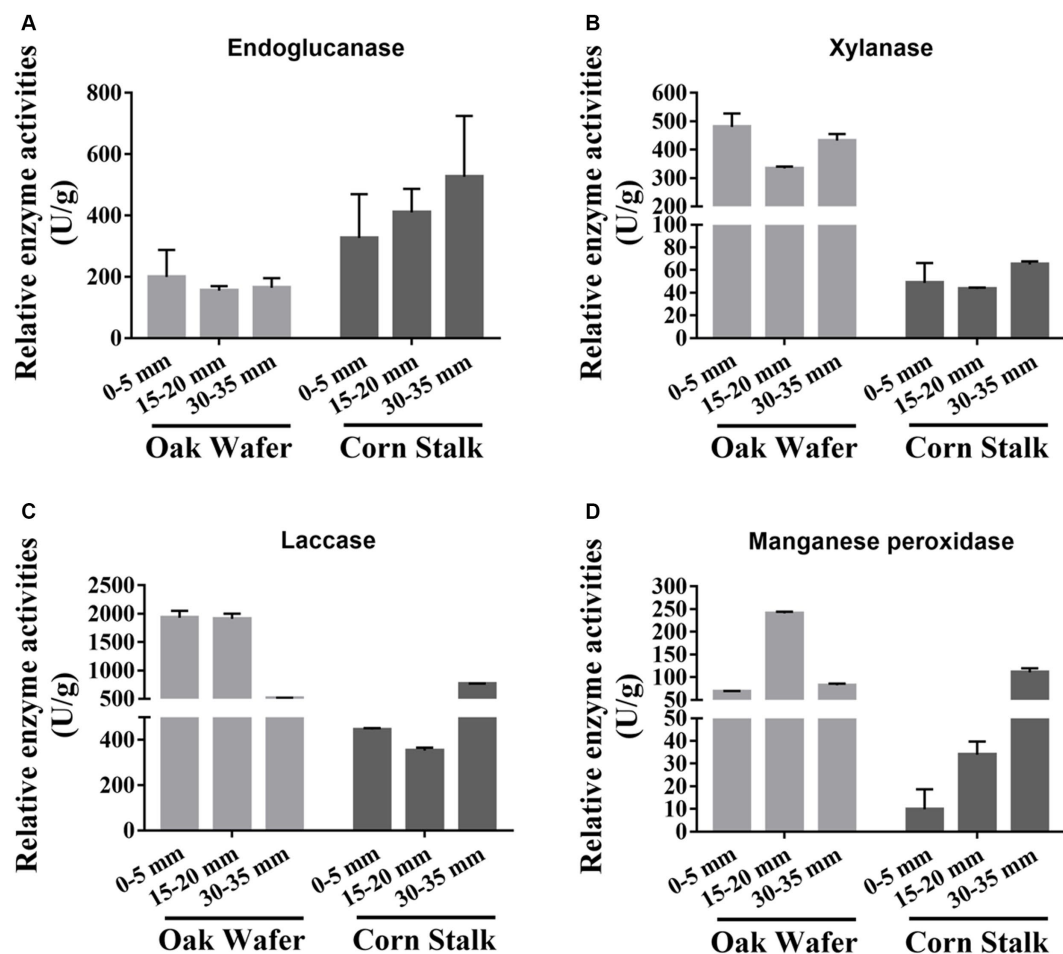 A
Endoglucanase
Relative enzyme activities
(U/g)
800
600
400
200
0
0-5 mm
15-20 mm
30-35 mm
0-5 mm
15-20 mm
30-35 mm
Oak Wafer
Corn Stalk
B
Xylanase
Relative enzyme activities
(U/g)
600
500
400
300
200
100
80
60
40
20
0
0-5 mm
15-20 mm
30-35 mm
0-5 mm
15-20 mm
30-35 mm
Oak Wafer
Corn Stalk
C
Laccase
Relative enzyme activities
(U/g)
2500
2000
1500
1000
500
400
200
0
0-5 mm
15-20 mm
30-35 mm
0-5 mm
15-20 mm
30-35 mm
Oak Wafer
Corn Stalk
D
Manganese peroxidase
Relative enzyme activities
(U/g)
300
250
200
150
100
50
50
40
30
20
10
0
0-5 mm
15-20 mm
30-35 mm
0-5 mm
15-20 mm
30-35 mm
Oak Wafer
Corn Stalk